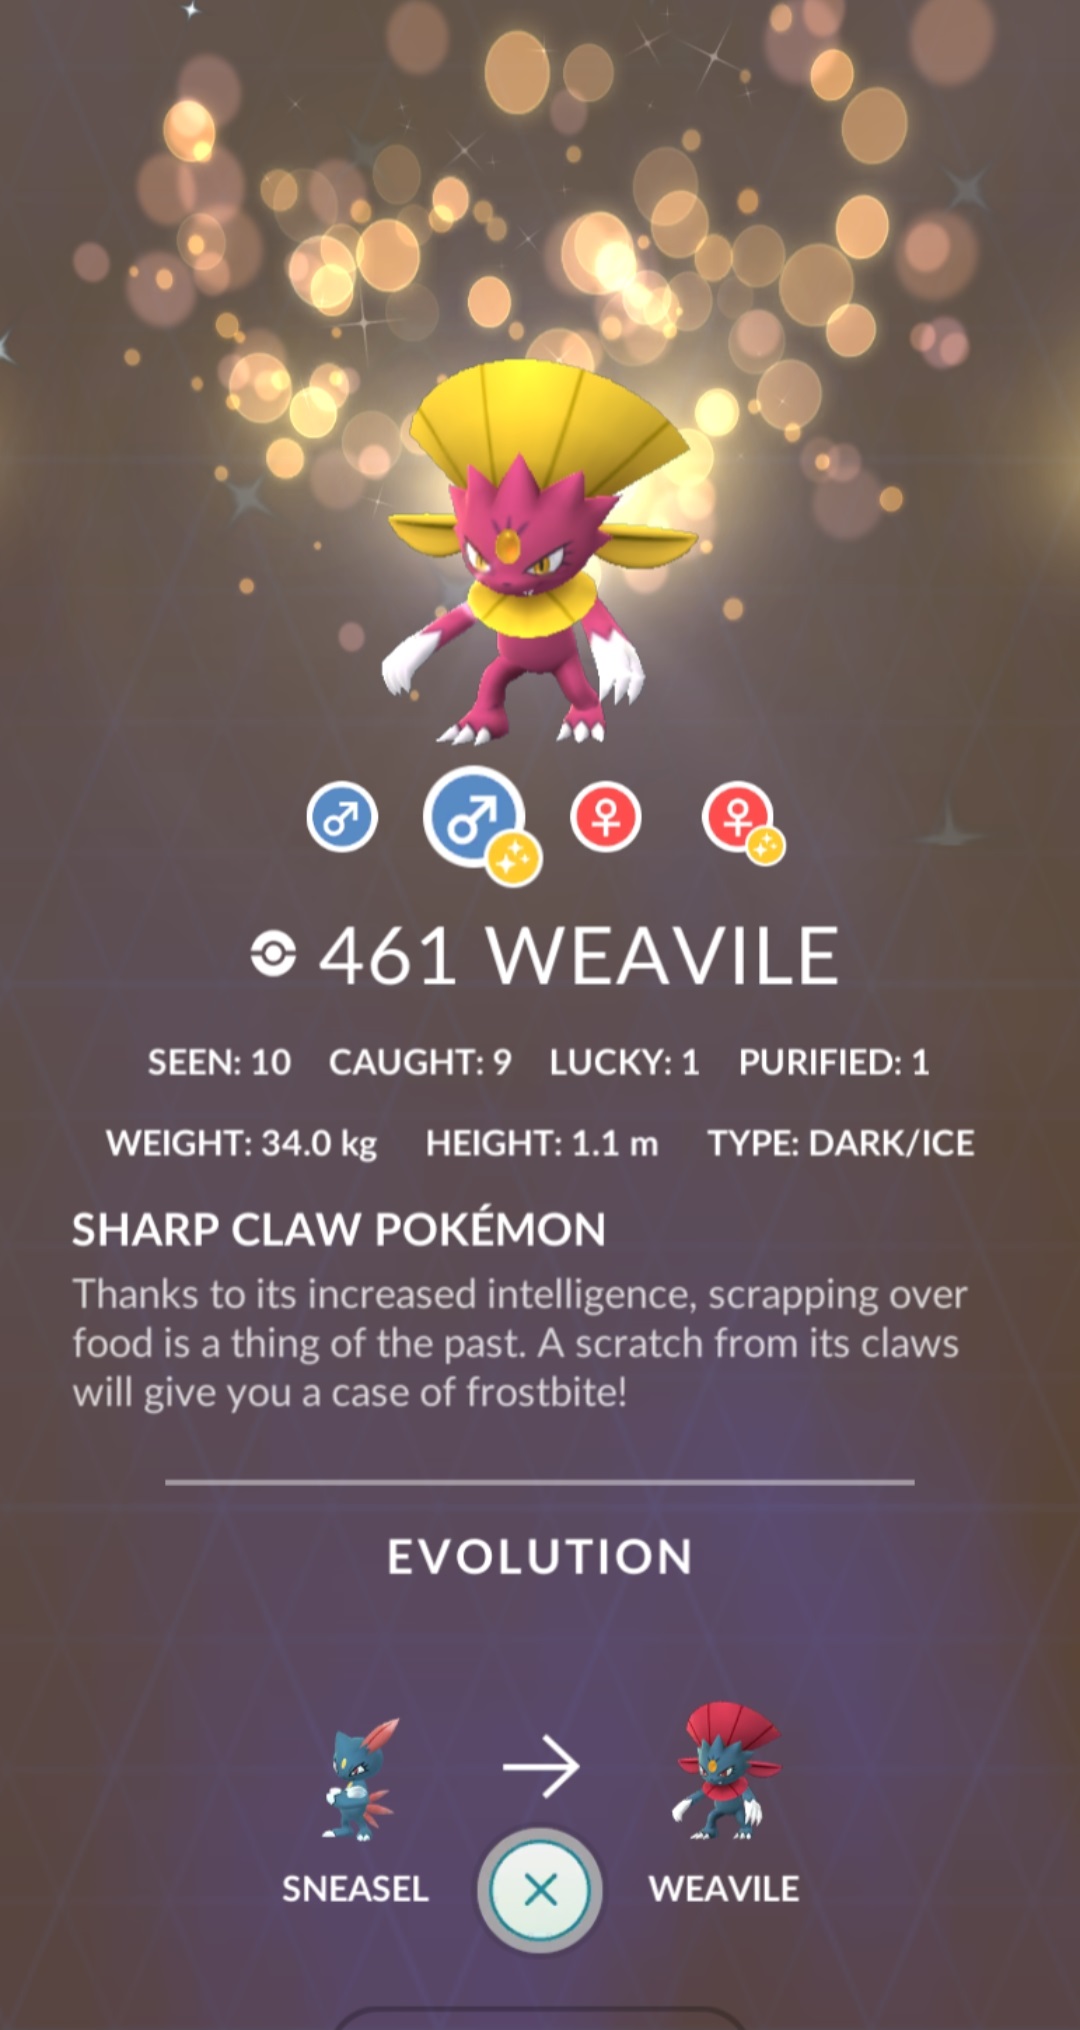 461 WEAVILE
SEEN: 10 CAUGHT: 9 LUCKY: 1 PURIFIED: 1
WEIGHT: 34.0 kg HEIGHT: 1.1 m TYPE: DARK/ICE
SHARP CLAW POKÉMON
Thanks to its increased intelligence, scrapping over
food is a thing of the past. A scratch from its claws
will give you a case of frostbite!
EVOLUTION
SNEASEL WEAVILE